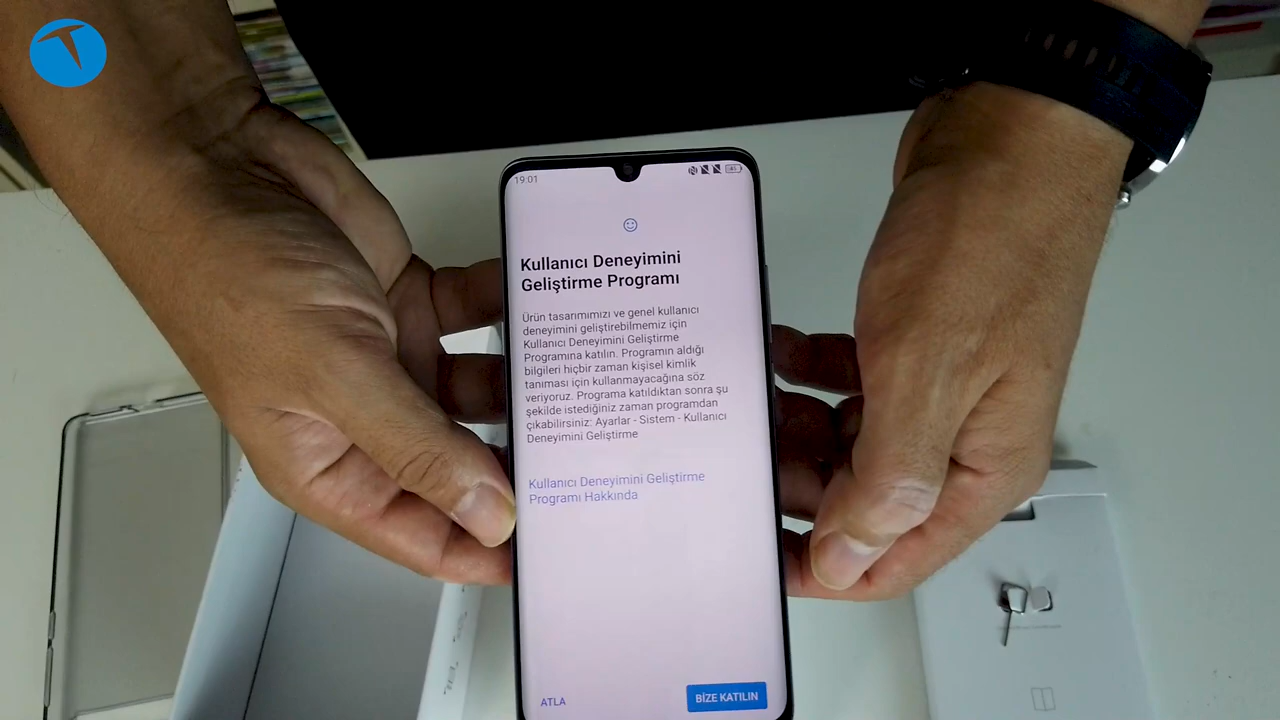 19:01
Kullanıcı Deneyimini
Geliştirme Programı
Ürün tasarımımızı ve genel kullanıcı
deneyimini geliştirebilmemiz için
Kullanıcı Deneyimini Geliştirme
Programına katılın. Programın aldığı
bilgileri hiçbir zaman kişisel kimlik
tanıması için kullanmayacağına söz
veriyoruz. Programa katıldıktan sonra şu
şekilde istediğiniz zaman programdan
çıkabilirsiniz: Ayarlar - Sistem - Kullanıcı
Deneyimini Geliştirme
Kullanıcı Deneyimini Geliştirme
Programı Hakkında
ATLA
BİZE KATILIN